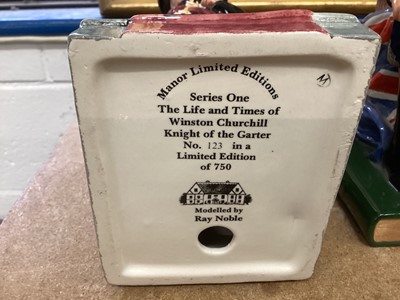 Manor Limited Editions
Series One
The Life and Times of
Winston Churchill
Knight of the Garter
No. 123 in a
Limited Edition
of 750
Modelled by
Ray Noble